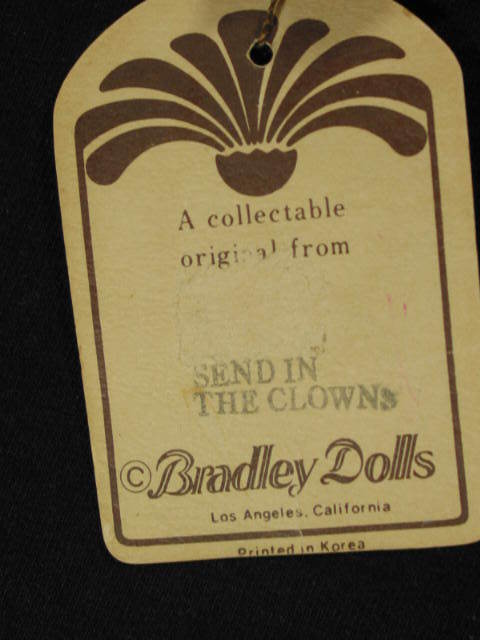 A collectable
original from
SEND IN
THE CLOWNS
©Bradley Dolls
Los Angeles, California
Printed in Korea